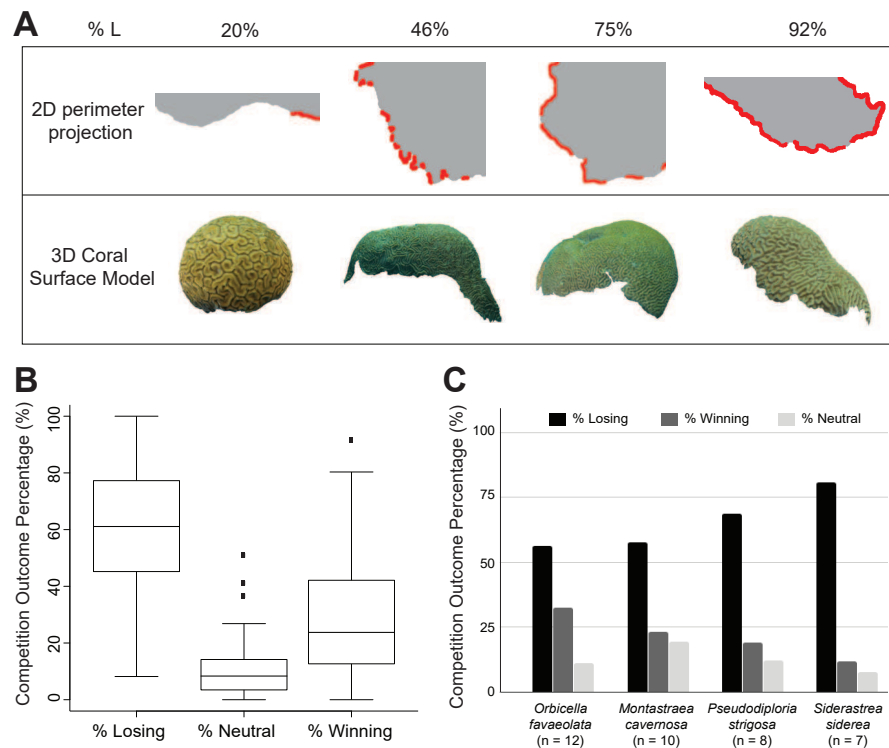 A
% L 20% 46% 75% 92%
2D perimeter
projection
3D Coral
Surface Model
B
Competition Outcome Percentage (%)
100
80
60
40
20
0
% Losing % Neutral % Winning
C
Competition Outcome Percentage (%)
% Losing % Winning % Neutral
100
75
50
25
0
Orbicella Montastraea Pseudodiploria Siderastrea
favaeolata cavernosa strigosa siderea
(n = 12) (n = 10) (n = 8) (n = 7)